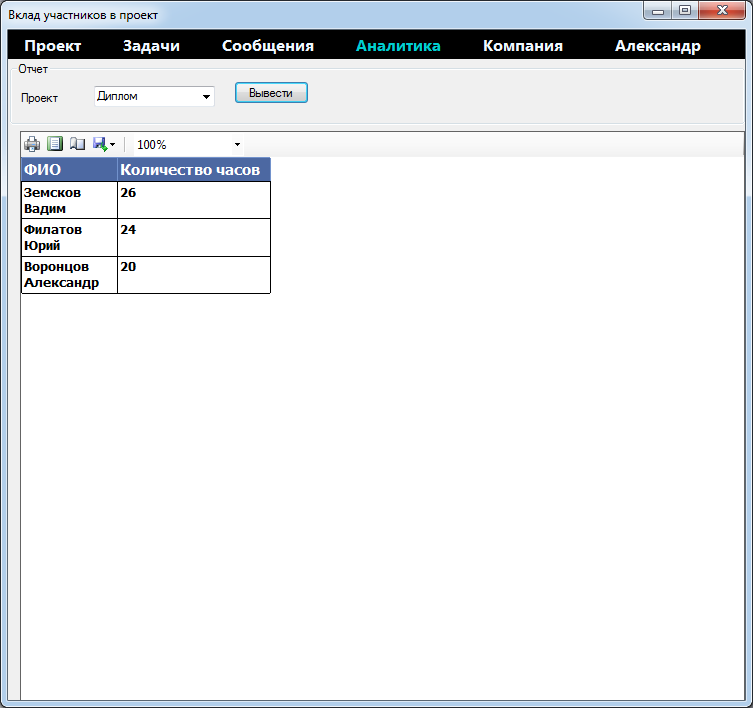 Вклад участников в проект
Проект Задачи Сообщения Аналитика Компания Александр
Отчет
Проект Диплом Вывести
100%
ФИО Количество часов
Земсков 26
Вадим
Филатов 24
Юрий
Воронцов 20
Александр